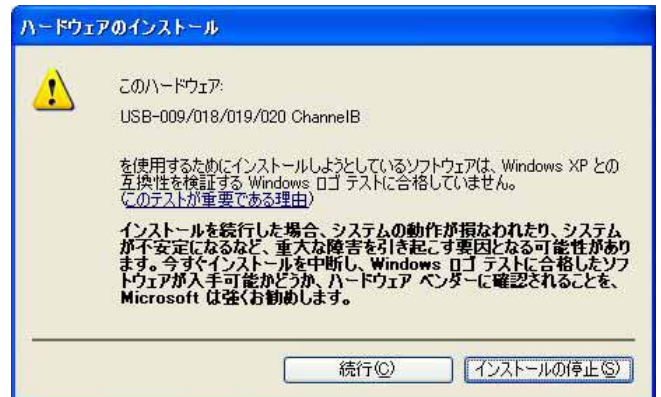 ハードウェアのインストール
このハードウェア:
USB-009/018/019/020 ChannelB
を使用するためにインストールしようとしているソフトウェアは、Windows XP との
互換性を検証する Windows ロゴ テストに合格していません。
(このテストが重要である理由)
インストールを続行した場合、システムの動作が損なわれたり、システム
が不安定になるなど、重大な障害を引き起こす要因となる可能性があり
ます。今すぐインストールを中断し、Windows ロゴ テストに合格したソフ
トウェアが入手可能かどうか、ハードウェア ベンダーに確認されることを、
Microsoft は強くお勧めします。
続行(C)
インストールの停止(S)